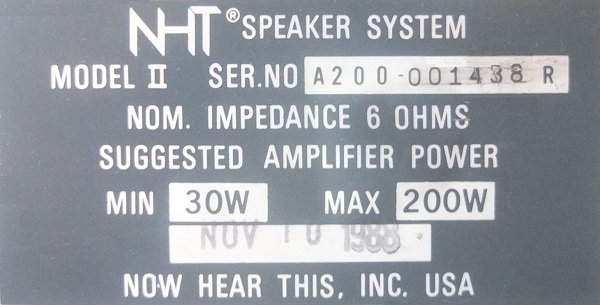 NHT® SPEAKER SYSTEM
MODEL II SER.NO A200-001438 R
NOM. IMPEDANCE 6 OHMS
SUGGESTED AMPLIFIER POWER
MIN 30W MAX 200W
NOV 10 1988
NOW HEAR THIS, INC. USA